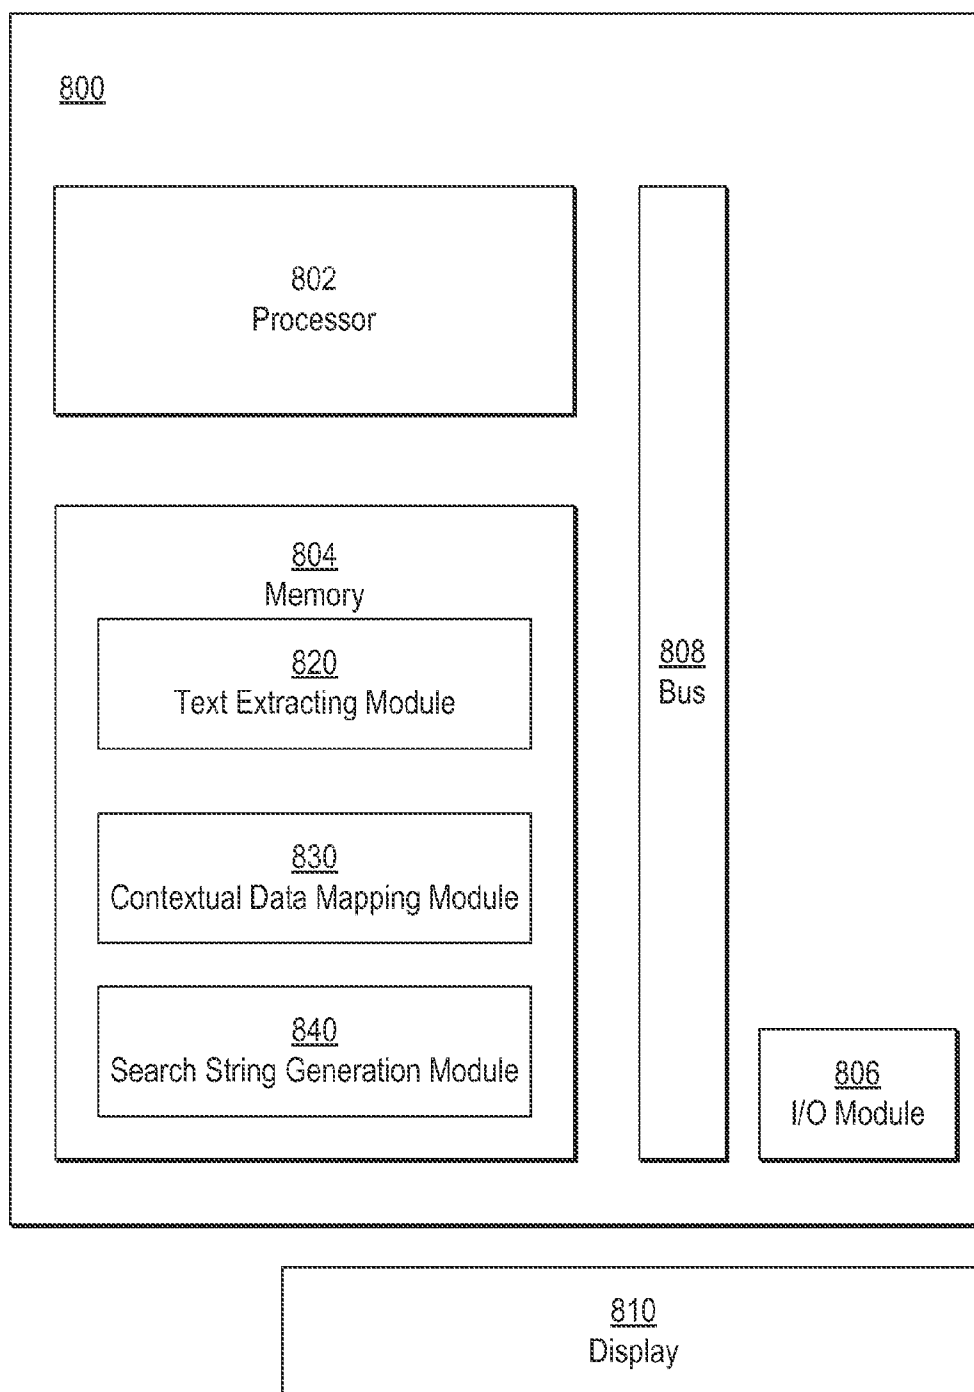 800
802
Processor
804
Memory
820
Text Extracting Module
830
Contextual Data Mapping Module
840
Search String Generation Module
808
Bus
806
I/O Module
810
Display